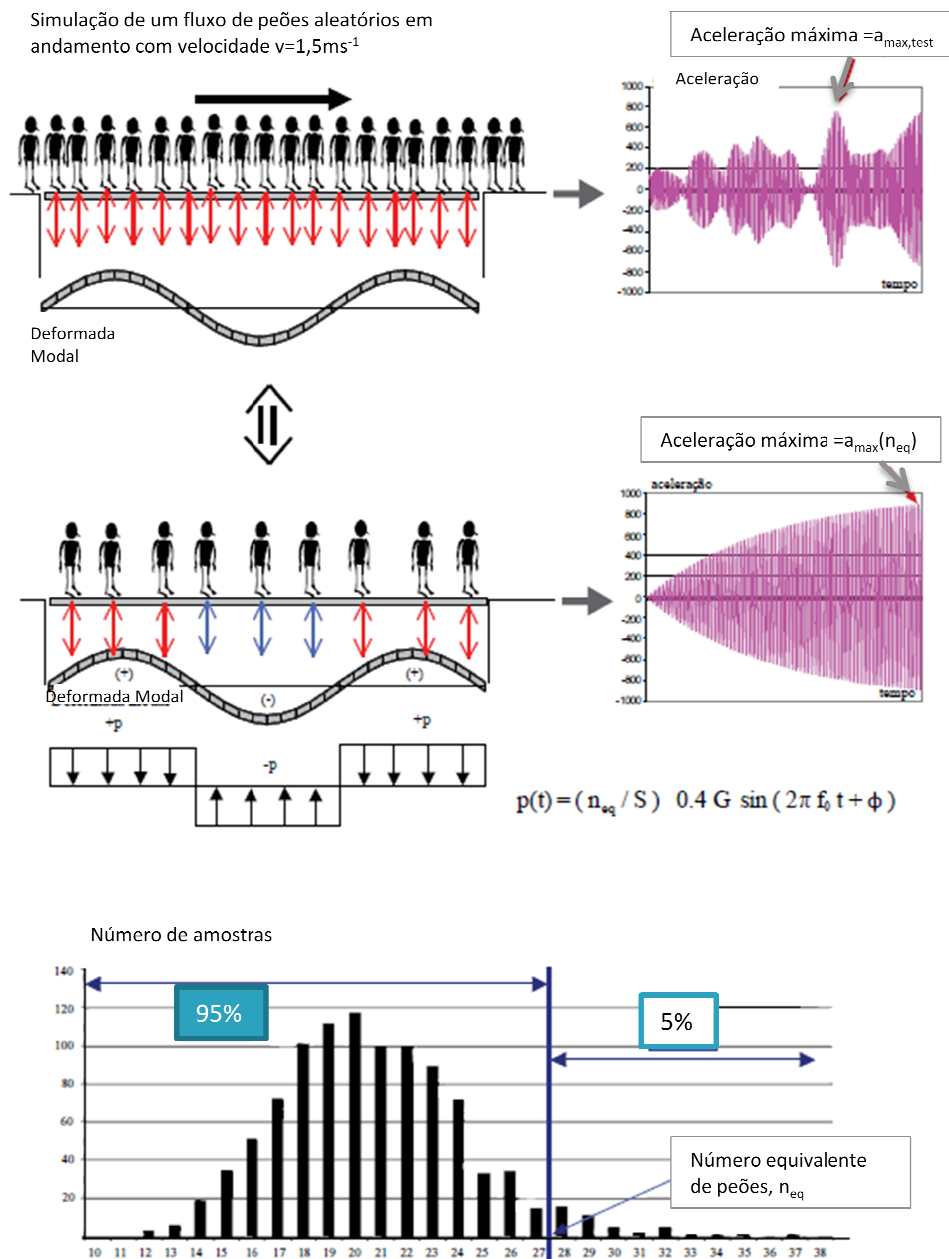 Simulação de um fluxo de peões aleatórios em
andamento com velocidade v=1,5ms-1
Aceleração máxima =amax,test
Aceleração
1000
800
600
400
200
0
-200
-400
-600
-800
-1000
tempo
Deformada
Modal
Aceleração máxima =amax(neq)
aceleração
1000
800
600
400
200
0
-200
-400
-600
-800
-1000
tempo
(+)
(-)
(+)
Deformada Modal
+p
-p
+p
p(t) = ( neq / S ) 0.4 G sin ( 2π f0 t + ϕ )
Número de amostras
140
120
100
80
60
40
20
95%
5%
Número equivalente
de peões, neq
10 11 12 13 14 15 16 17 18 19 20 21 22 23 24 25 26 27 28 29 30 31 32 33 34 35 36 37 38